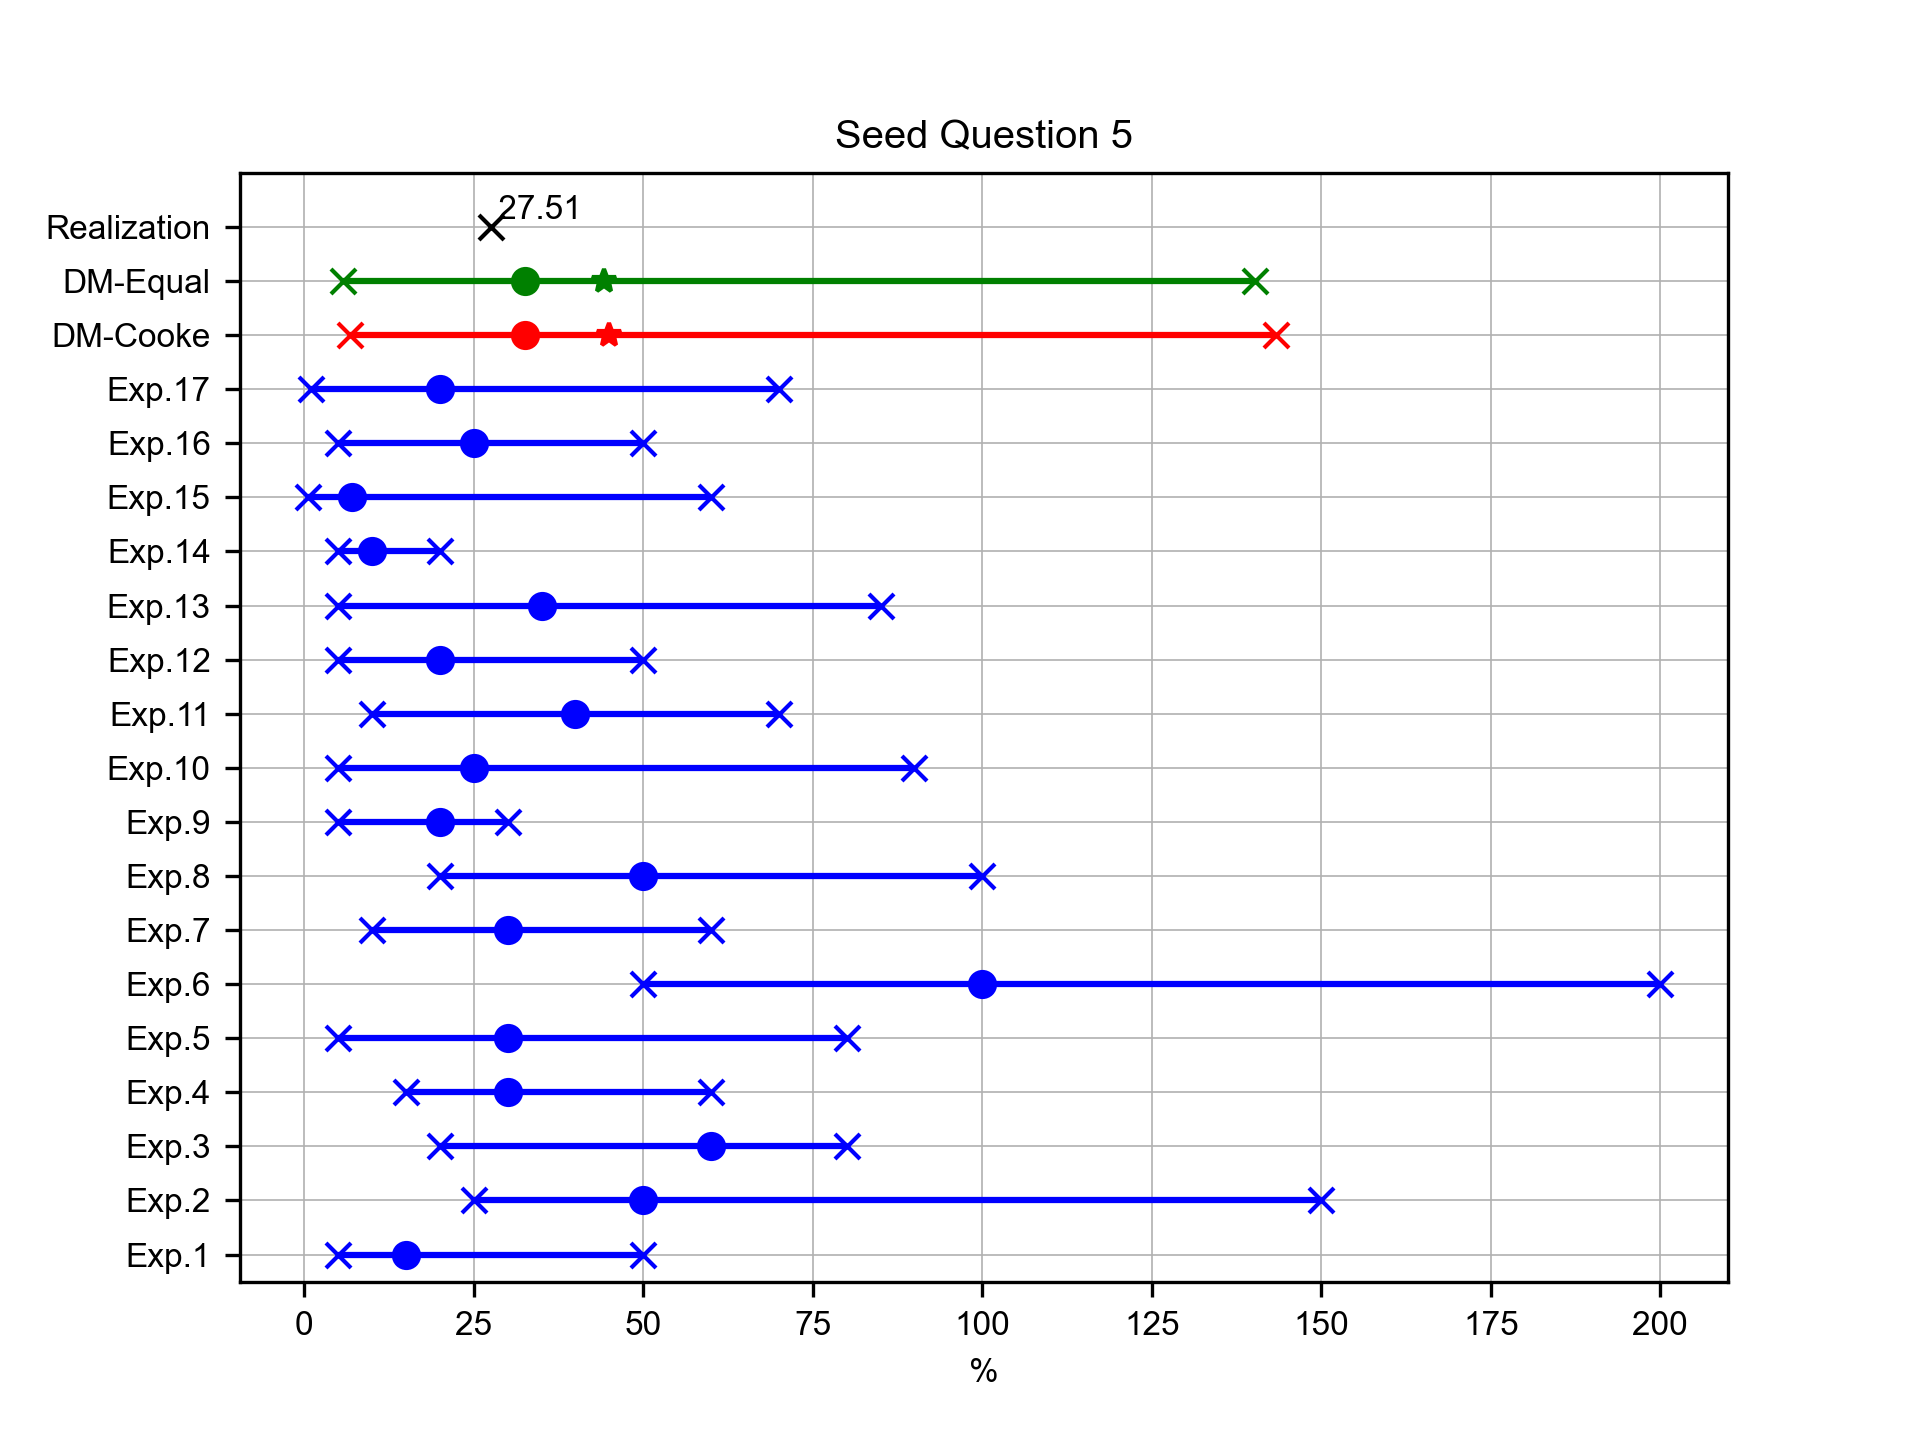 Seed Question 5
27.51
Realization
DM-Equal
DM-Cooke
Exp.17
Exp.16
Exp.15
Exp.14
Exp.13
Exp.12
Exp.11
Exp.10
Exp.9
Exp.8
Exp.7
Exp.6
Exp.5
Exp.4
Exp.3
Exp.2
Exp.1
0 25 50 75 100 125 150 175 200
%